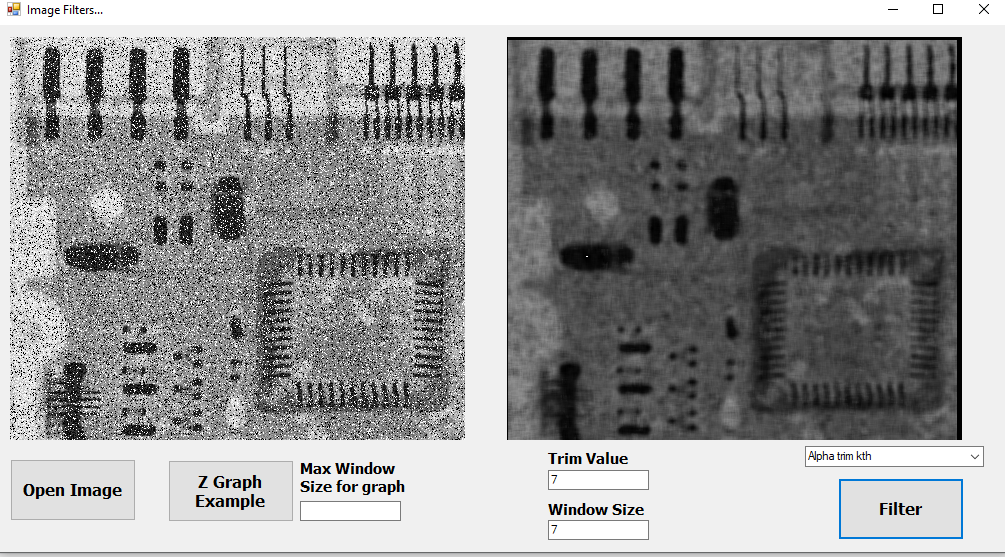 Image Filters...
Open Image
Z Graph
Example
Max Window
Size for graph
Trim Value
7
Window Size
7
Alpha trim kth
Filter